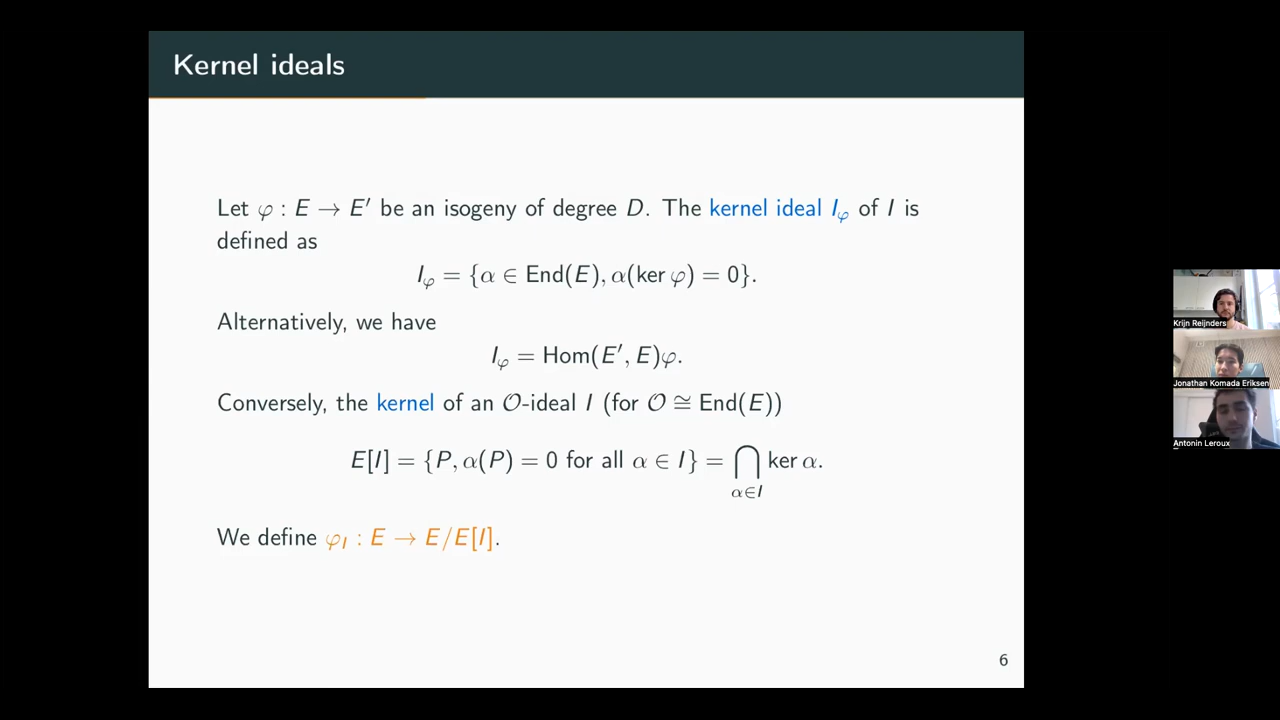 Kernel ideals
Let φ : E → E′ be an isogeny of degree D. The kernel ideal I_φ of I is
defined as
I_φ = {α ∈ End(E), α(ker φ) = 0}.
Alternatively, we have
I_φ = Hom(E′, E)φ.
Conversely, the kernel of an 𝒪-ideal I (for 𝒪 ≅ End(E))
E[I] = {P, α(P) = 0 for all α ∈ I} = ⋂_{α∈I} ker α.
We define φ_I : E → E/E[I].
6
Krijn Reijnders
Jonathan Komada Eriksen
Antonin Leroux